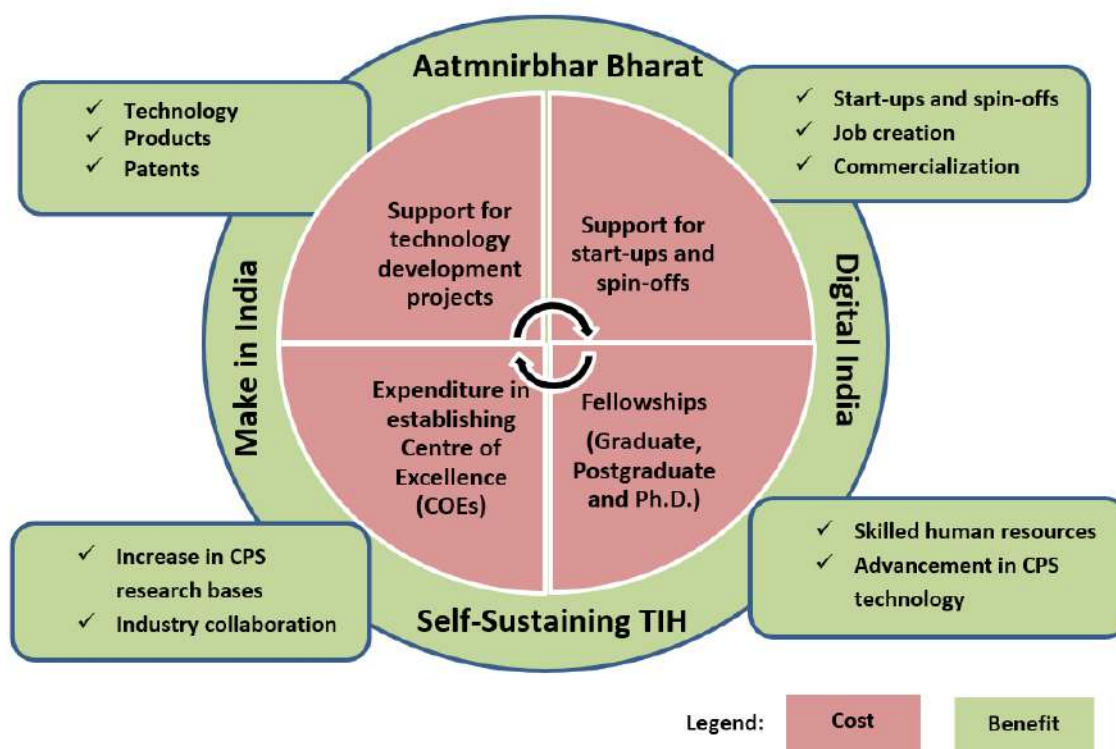 Aatmnirbhar Bharat
✓ Technology
✓ Products
✓ Patents
✓ Start-ups and spin-offs
✓ Job creation
✓ Commercialization
Support for
technology
development
projects
Support for
start-ups and
spin-offs
Make in India
Digital India
Expenditure in
establishing
Centre of
Excellence
(COEs)
Fellowships
(Graduate,
Postgraduate
and Ph.D.)
✓ Increase in CPS
research bases
✓ Industry collaboration
✓ Skilled human resources
✓ Advancement in CPS
technology
Self-Sustaining TIH
Legend:
Cost
Benefit